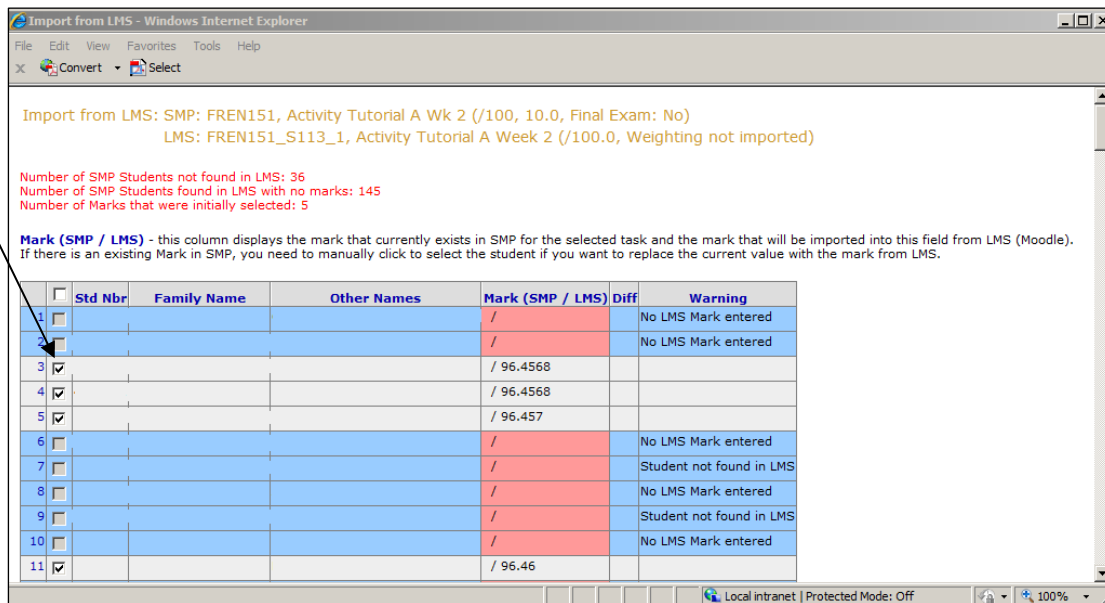 Import from LMS - Windows Internet Explorer
File Edit View Favorites Tools Help
x Convert Select
Import from LMS: SMP: FREN151, Activity Tutorial A Wk 2 (/100, 10.0, Final Exam: No)
LMS: FREN151_S113_1, Activity Tutorial A Week 2 (/100.0, Weighting not imported)
Number of SMP Students not found in LMS: 36
Number of SMP Students found in LMS with no marks: 145
Number of Marks that were initially selected: 5
Mark (SMP / LMS) - this column displays the mark that currently exists in SMP for the selected task and the mark that will be imported into this field from LMS (Moodle).
If there is an existing Mark in SMP, you need to manually click to select the student if you want to replace the current value with the mark from LMS.
Std Nbr Family Name Other Names Mark (SMP / LMS) Diff Warning
1 / No LMS Mark entered
2 / No LMS Mark entered
3 / 96.4568
4 / 96.4568
5 / 96.457
6 / No LMS Mark entered
7 / Student not found in LMS
8 / No LMS Mark entered
9 / Student not found in LMS
10 / No LMS Mark entered
11 / 96.46
Local intranet | Protected Mode: Off 100%